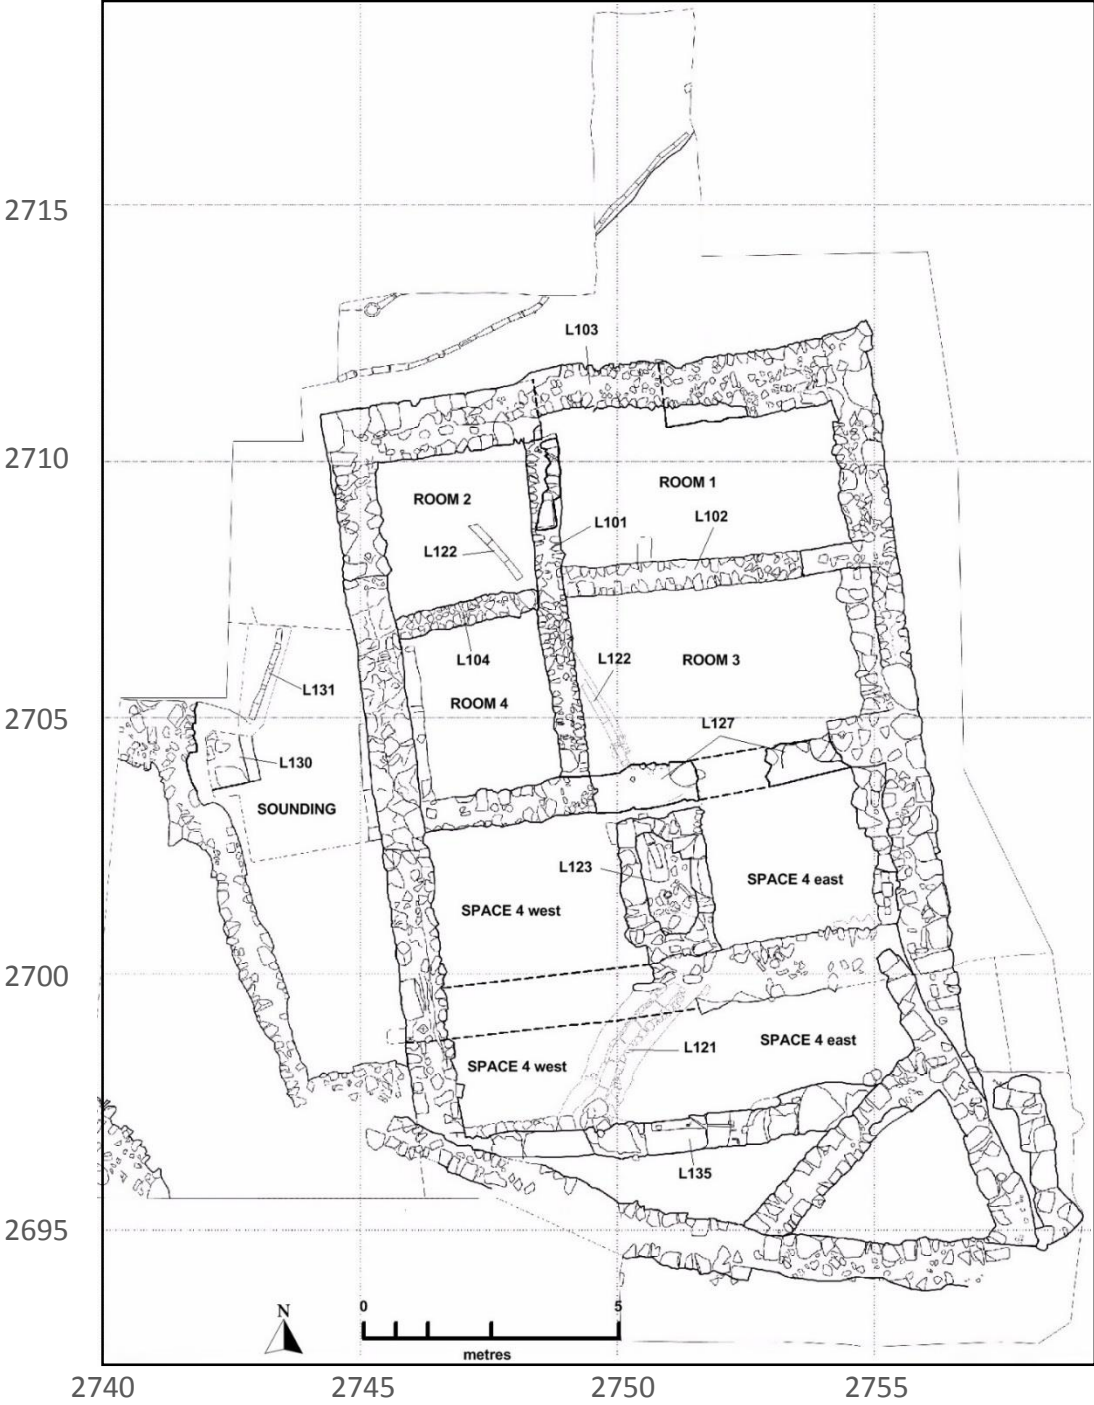 2715
L103
2710
ROOM 2
ROOM 1
L101
L102
L122
L104
L122
ROOM 3
L131
ROOM 4
2705
L127
L130
SOUNDING
L123
SPACE 4 east
SPACE 4 west
2700
L121
SPACE 4 east
SPACE 4 west
L135
2695
N
0
5
metres
2740
2745
2750
2755